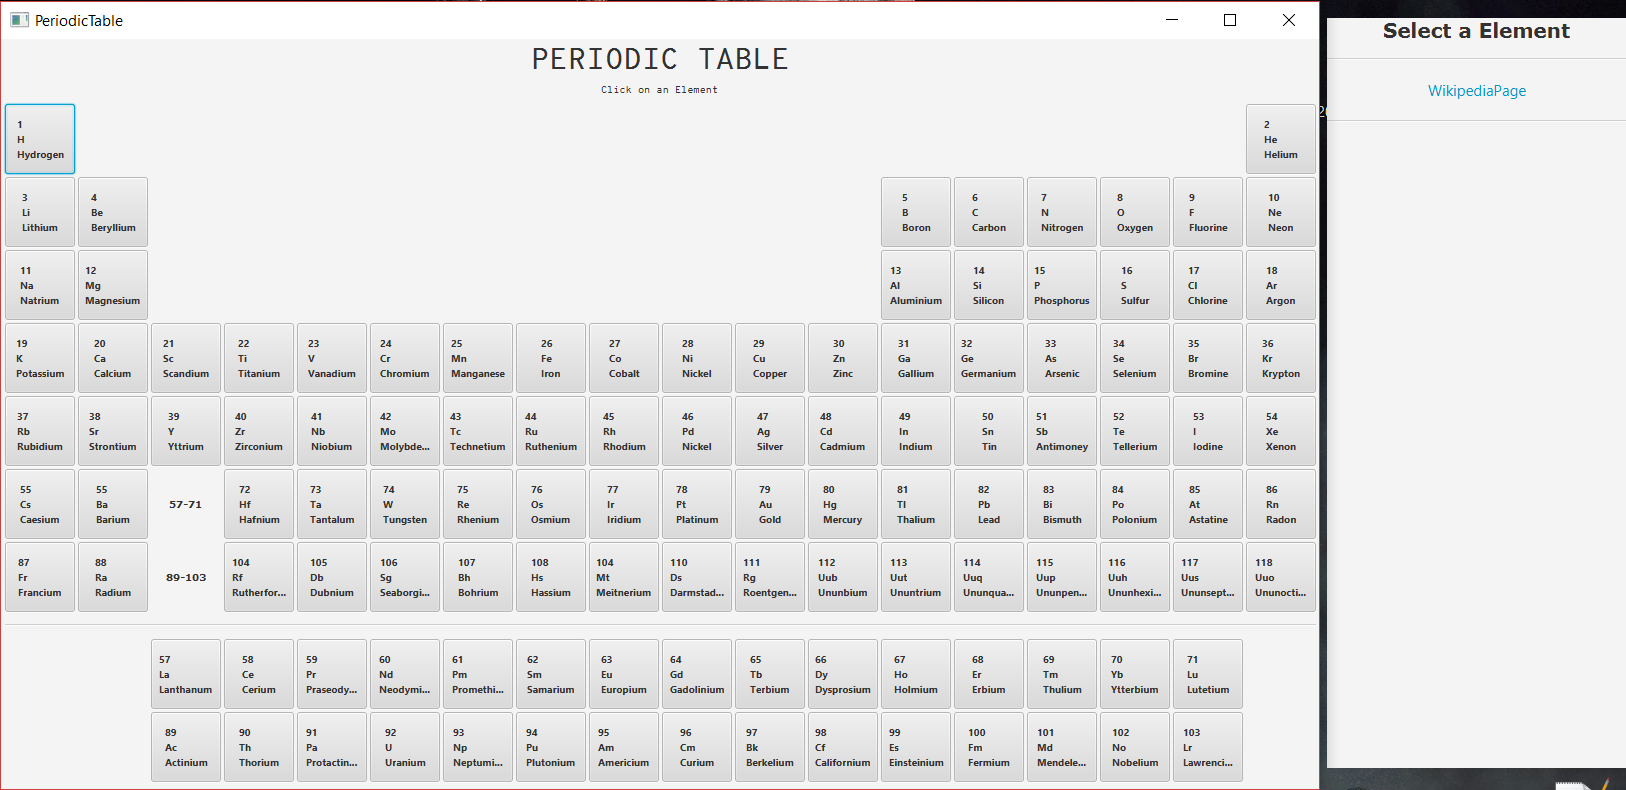 PeriodicTable
PERIODIC TABLE
Click on an Element
1
H
Hydrogen
2
He
Helium
3
Li
Lithium
4
Be
Beryllium
5
B
Boron
6
C
Carbon
7
N
Nitrogen
8
O
Oxygen
9
F
Fluorine
10
Ne
Neon
11
Na
Natrium
12
Mg
Magnesium
13
Al
Aluminium
14
Si
Silicon
15
P
Phosphorus
16
S
Sulfur
17
Cl
Chlorine
18
Ar
Argon
19
K
Potassium
20
Ca
Calcium
21
Sc
Scandium
22
Ti
Titanium
23
V
Vanadium
24
Cr
Chromium
25
Mn
Manganese
26
Fe
Iron
27
Co
Cobalt
28
Ni
Nickel
29
Cu
Copper
30
Zn
Zinc
31
Ga
Gallium
32
Ge
Germanium
33
As
Arsenic
34
Se
Selenium
35
Br
Bromine
36
Kr
Krypton
37
Rb
Rubidium
38
Sr
Strontium
39
Y
Yttrium
40
Zr
Zirconium
41
Nb
Niobium
42
Mo
Molybde...
43
Tc
Technetium
44
Ru
Ruthenium
45
Rh
Rhodium
46
Pd
Nickel
47
Ag
Silver
48
Cd
Cadmium
49
In
Indium
50
Sn
Tin
51
Sb
Antimoney
52
Te
Tellerium
53
I
Iodine
54
Xe
Xenon
55
Cs
Caesium
55
Ba
Barium
57-71
72
Hf
Hafnium
73
Ta
Tantalum
74
W
Tungsten
75
Re
Rhenium
76
Os
Osmium
77
Ir
Iridium
78
Pt
Platinum
79
Au
Gold
80
Hg
Mercury
81
Tl
Thalium
82
Pb
Lead
83
Bi
Bismuth
84
Po
Polonium
85
At
Astatine
86
Rn
Radon
87
Fr
Francium
88
Ra
Radium
89-103
104
Rf
Rutherfor...
105
Db
Dubnium
106
Sg
Seaborgi...
107
Bh
Bohrium
108
Hs
Hassium
104
Mt
Meitnerium
110
Ds
Darmstad...
111
Rg
Roentgen...
112
Uub
Ununbium
113
Uut
Ununtrium
114
Uuq
Ununqua...
115
Uup
Ununpen...
116
Uuh
Ununhexi...
117
Uus
Ununsept...
118
Uuo
Ununocti...
57
La
Lanthanum
58
Ce
Cerium
59
Pr
Praseody...
60
Nd
Neodymi...
61
Pm
Promethi...
62
Sm
Samarium
63
Eu
Europium
64
Gd
Gadolinium
65
Tb
Terbium
66
Dy
Dysprosium
67
Ho
Holmium
68
Er
Erbium
69
Tm
Thulium
70
Yb
Ytterbium
71
Lu
Lutetium
89
Ac
Actinium
90
Th
Thorium
91
Pa
Protactin...
92
U
Uranium
93
Np
Neptumi...
94
Pu
Plutonium
95
Am
Americium
96
Cm
Curium
97
Bk
Berkelium
98
Cf
Californium
99
Es
Einsteinium
100
Fm
Fermium
101
Md
Mendele...
102
No
Nobelium
103
Lr
Lawrenci...
Select a Element
WikipediaPage